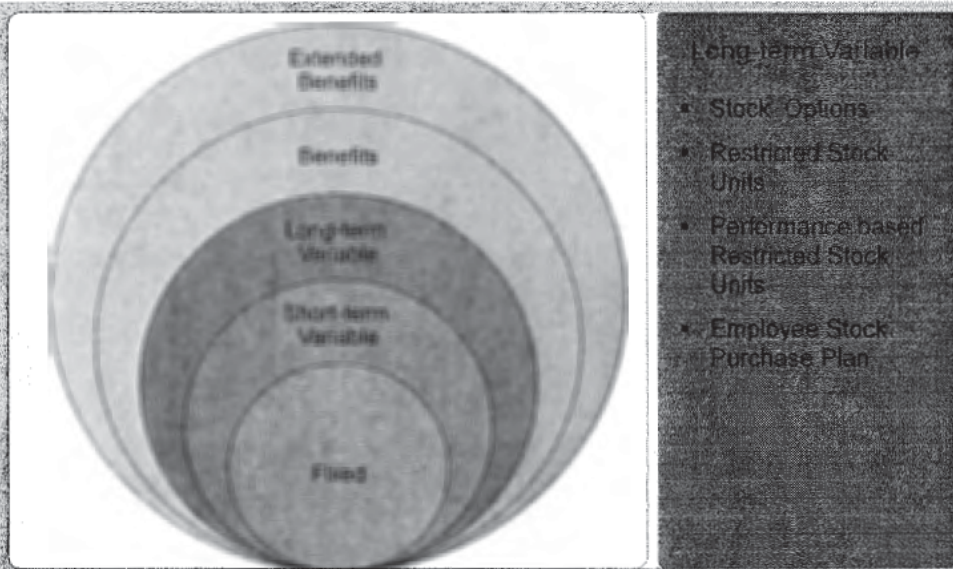 Extended
Benefits
Benefits
Long-term
Variable
Short-term
Variable
Fixed
Long-term Variable
▪ Stock Options
▪ Restricted Stock
Units
▪ Performance based
Restricted Stock
Units
▪ Employee Stock
Purchase Plan